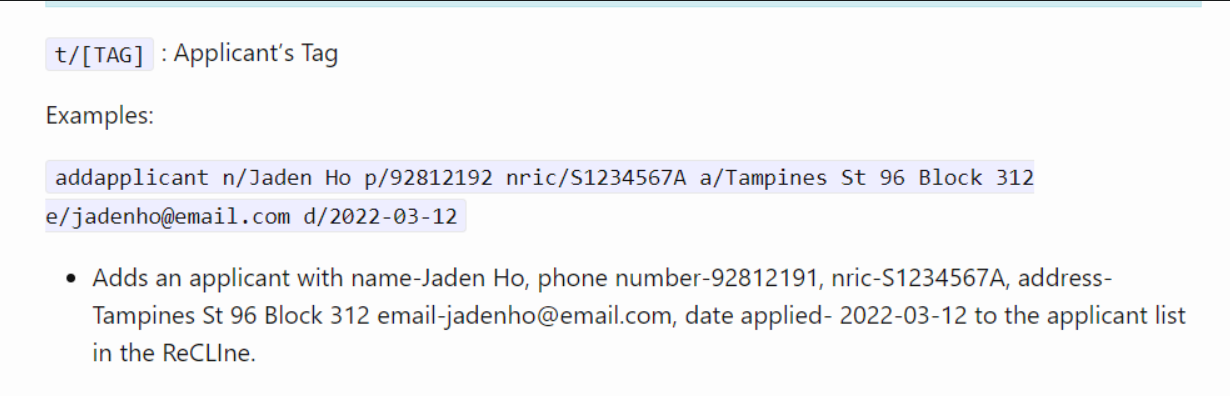 t/[TAG] : Applicant's Tag
Examples:
addapplicant n/Jaden Ho p/92812192 nric/S1234567A a/Tampines St 96 Block 312
e/jadenho@email.com d/2022-03-12
• Adds an applicant with name-Jaden Ho, phone number-92812191, nric-S1234567A, address-
Tampines St 96 Block 312 email-jadenho@email.com, date applied- 2022-03-12 to the applicant list
in the ReCLIne.